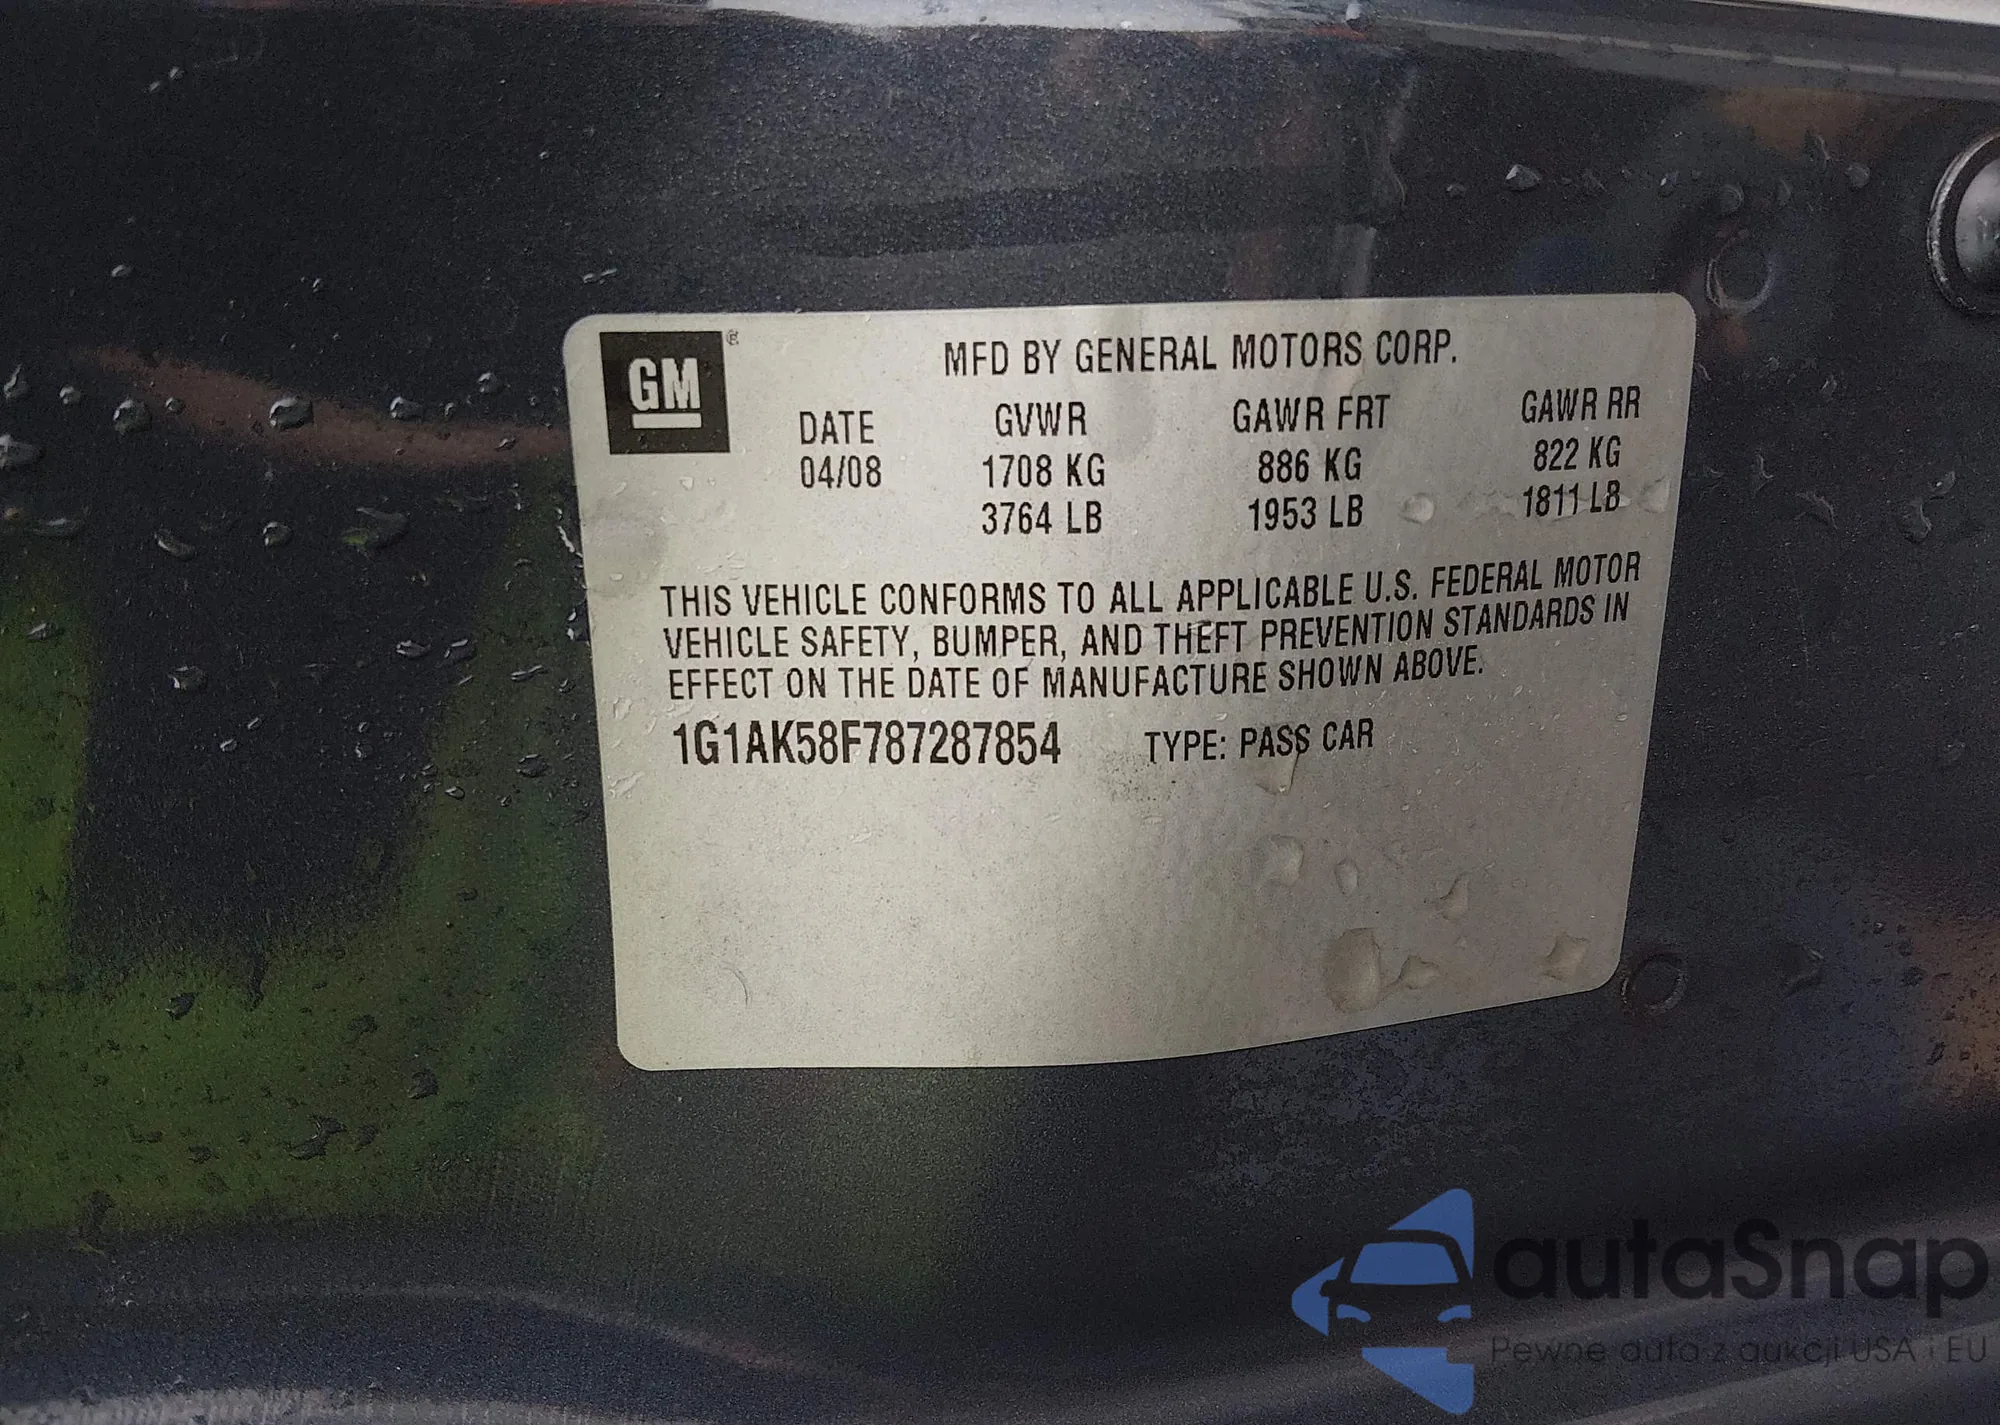 GM®
MFD BY GENERAL MOTORS CORP.
DATE GVWR GAWR FRT GAWR RR
04/08 1708 KG 886 KG 822 KG
3764 LB 1953 LB 1811 LB
THIS VEHICLE CONFORMS TO ALL APPLICABLE U.S. FEDERAL MOTOR
VEHICLE SAFETY, BUMPER, AND THEFT PREVENTION STANDARDS IN
EFFECT ON THE DATE OF MANUFACTURE SHOWN ABOVE.
1G1AK58F787287854 TYPE: PASS CAR
autaSnap
Pewne auta z aukcji USA i EU